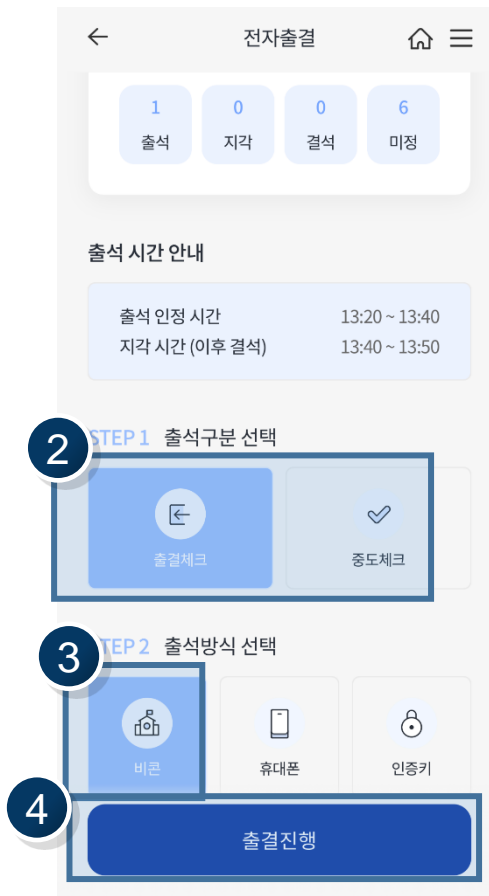 전자출결
1 0 0 6
출석 지각 결석 미정
출석 시간 안내
출석 인정 시간 13:20 ~ 13:40
지각 시간 (이후 결석) 13:40 ~ 13:50
2
STEP 1 출석구분 선택
출결체크 중도체크
3
STEP 2 출석방식 선택
비콘 휴대폰 인증키
4
출결진행